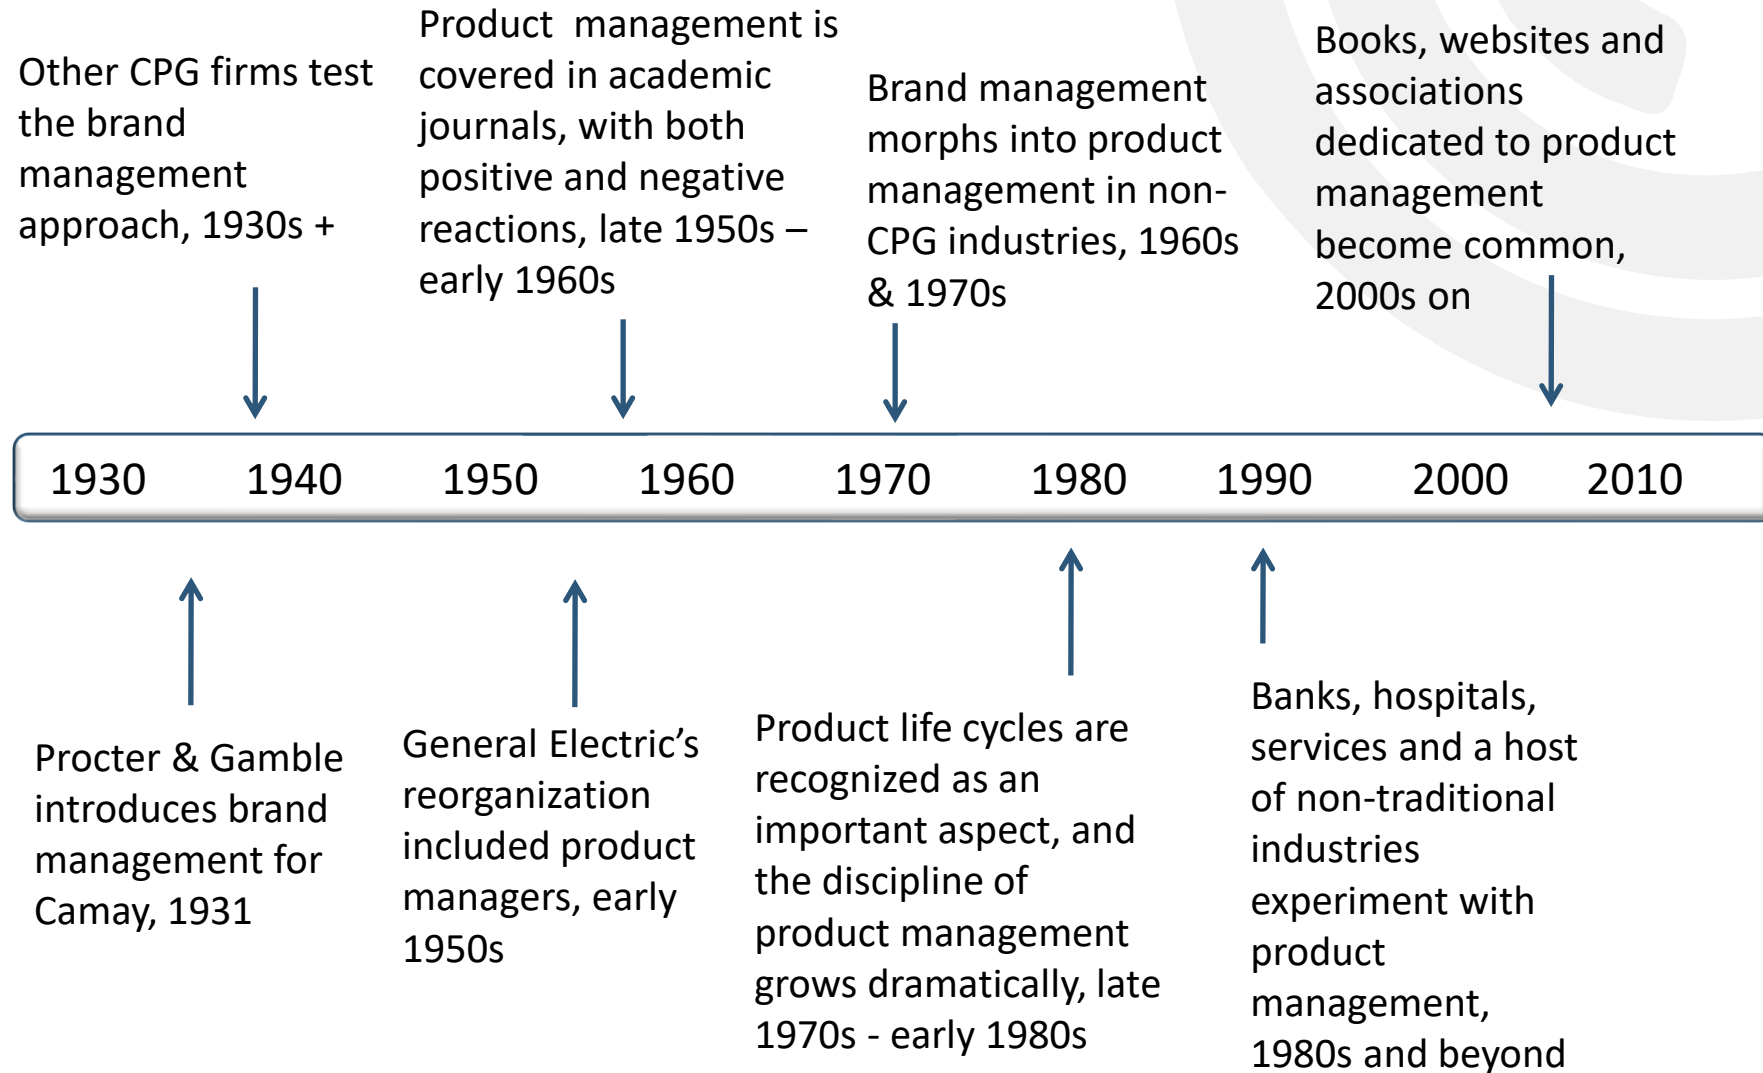 Other CPG firms test
the brand
management
approach, 1930s +
Product  management is
covered in academic
journals, with both
positive and negative
reactions, late 1950s –
early 1960s
Brand management
morphs into product
management in non-
CPG industries, 1960s
& 1970s
Books, websites and
associations
dedicated to product
management
become common,
2000s on
1930 1940 1950 1960 1970 1980 1990 2000 2010
Procter & Gamble
introduces brand
management for
Camay, 1931
General Electric’s
reorganization
included product
managers, early
1950s
Product life cycles are
recognized as an
important aspect, and
the discipline of
product management
grows dramatically, late
1970s - early 1980s
Banks, hospitals,
services and a host
of non-traditional
industries
experiment with
product
management,
1980s and beyond